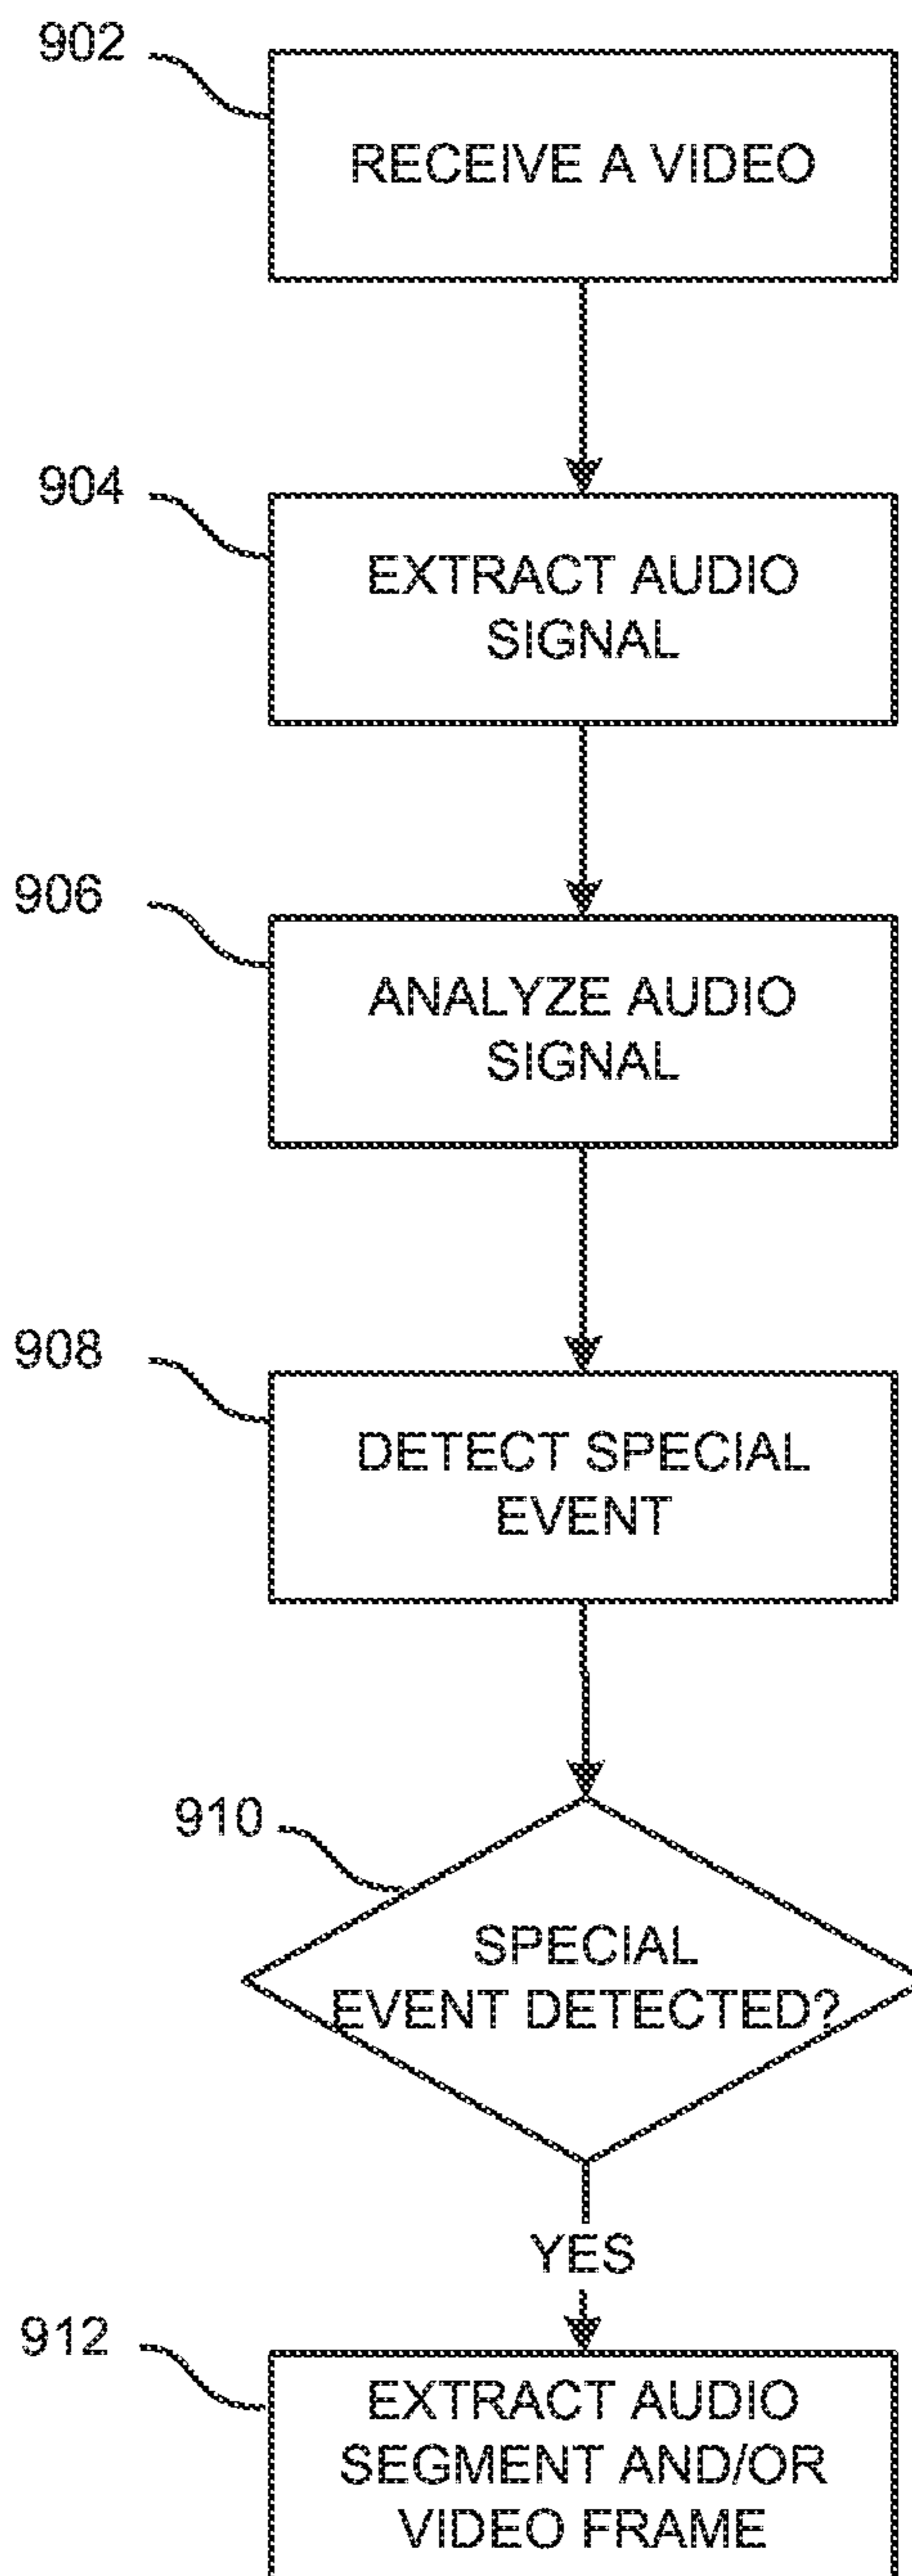 902
RECEIVE A VIDEO
904
EXTRACT AUDIO
SIGNAL
906
ANALYZE AUDIO
SIGNAL
908
DETECT SPECIAL
EVENT
910
SPECIAL
EVENT DETECTED?
YES
912
EXTRACT AUDIO
SEGMENT AND/OR
VIDEO FRAME